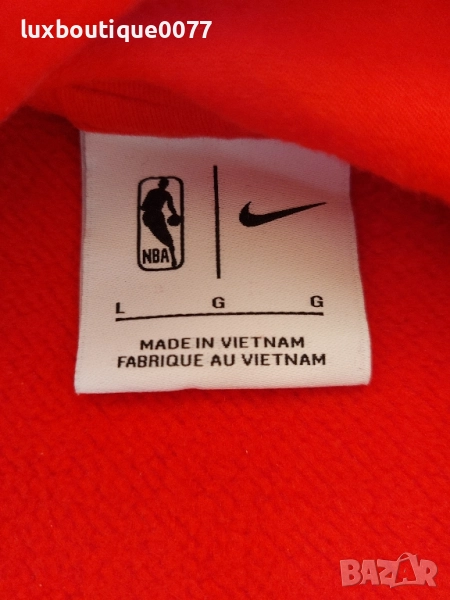 luxboutique0077
NBA
L G G
MADE IN VIETNAM
FABRIQUE AU VIETNAM
BAZAR